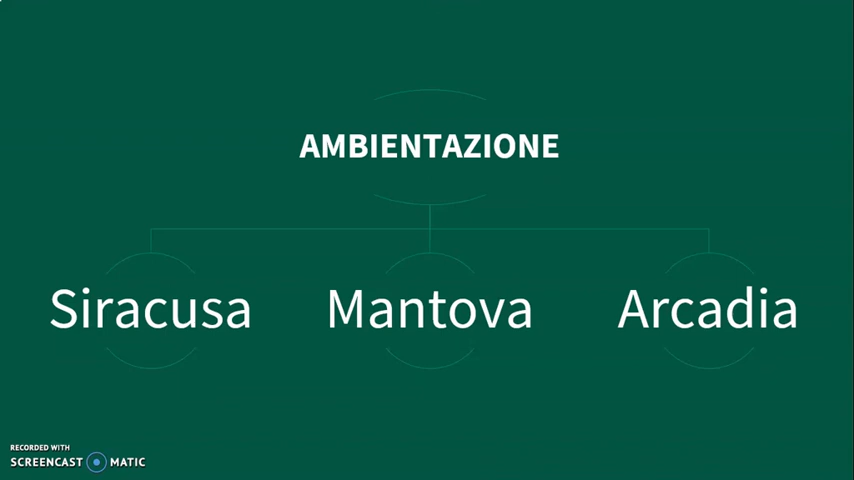 AMBIENTAZIONE
Siracusa Mantova Arcadia
RECORDED WITH
SCREENCAST MATIC